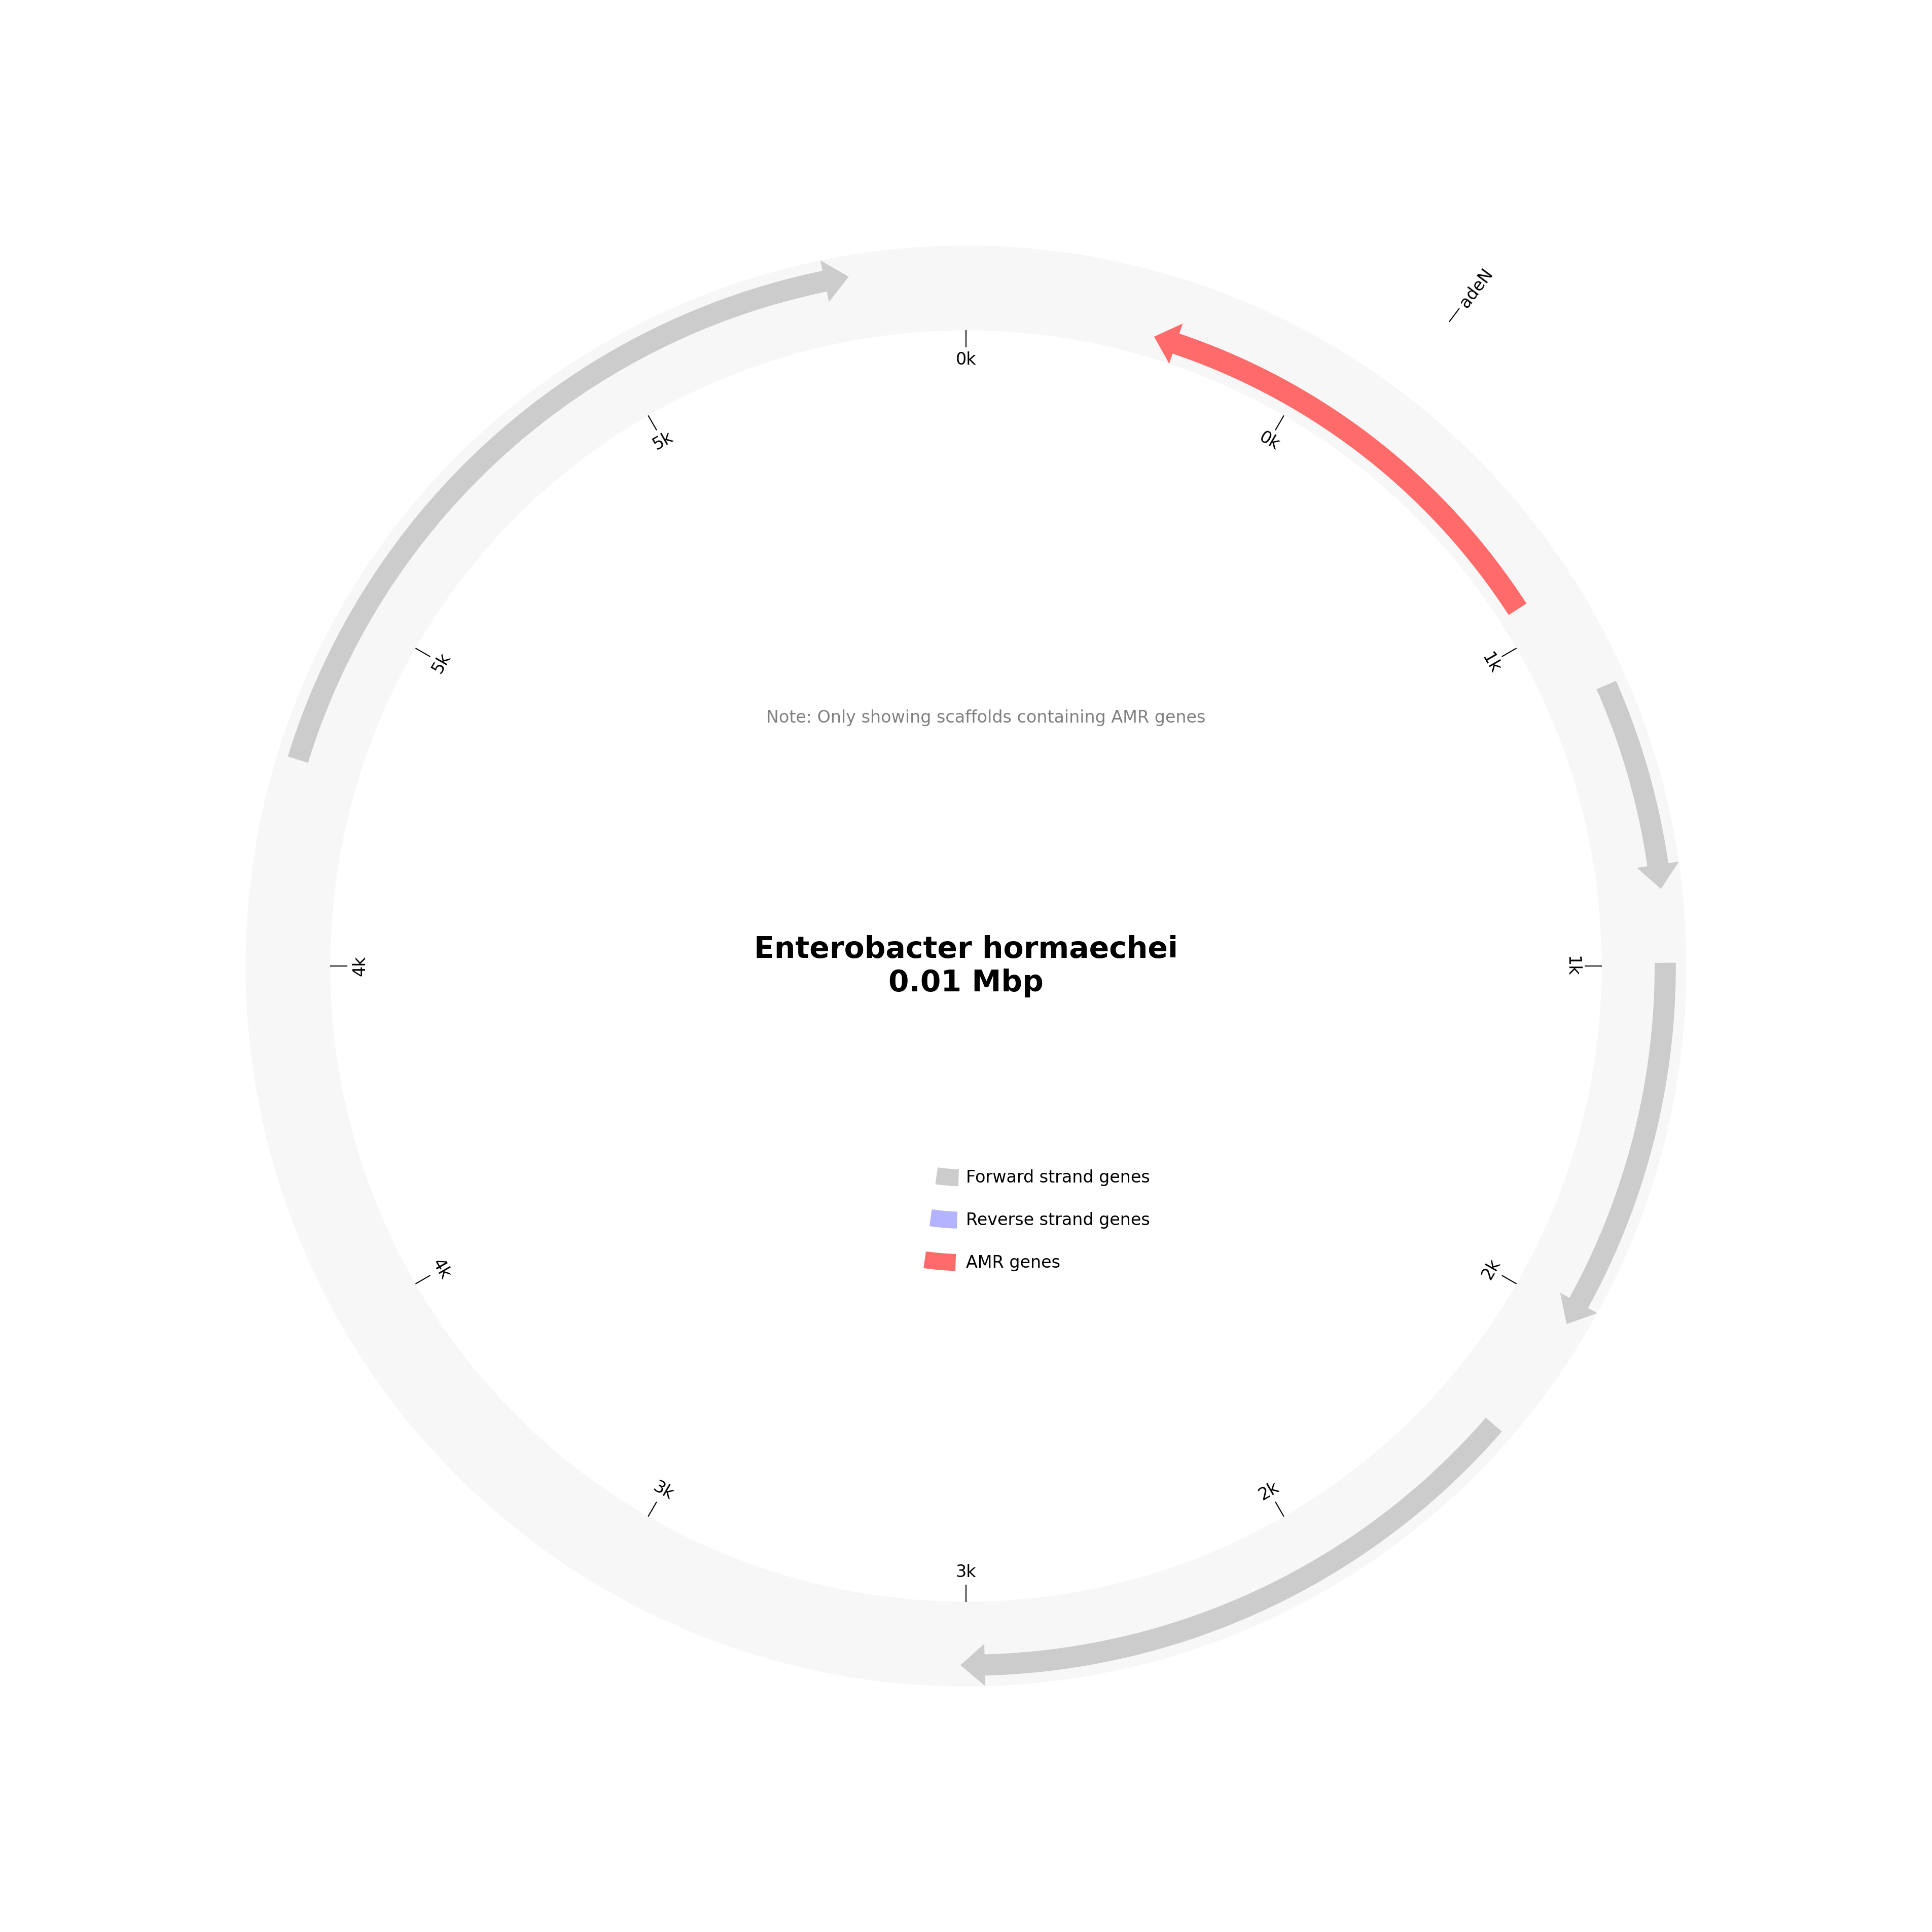 adeN
0k
0k
5k
5k
1k
Note: Only showing scaffolds containing AMR genes
Enterobacter hormaechei
0.01 Mbp
4k
1k
Forward strand genes
Reverse strand genes
AMR genes
4k
2k
3k
2k
3k